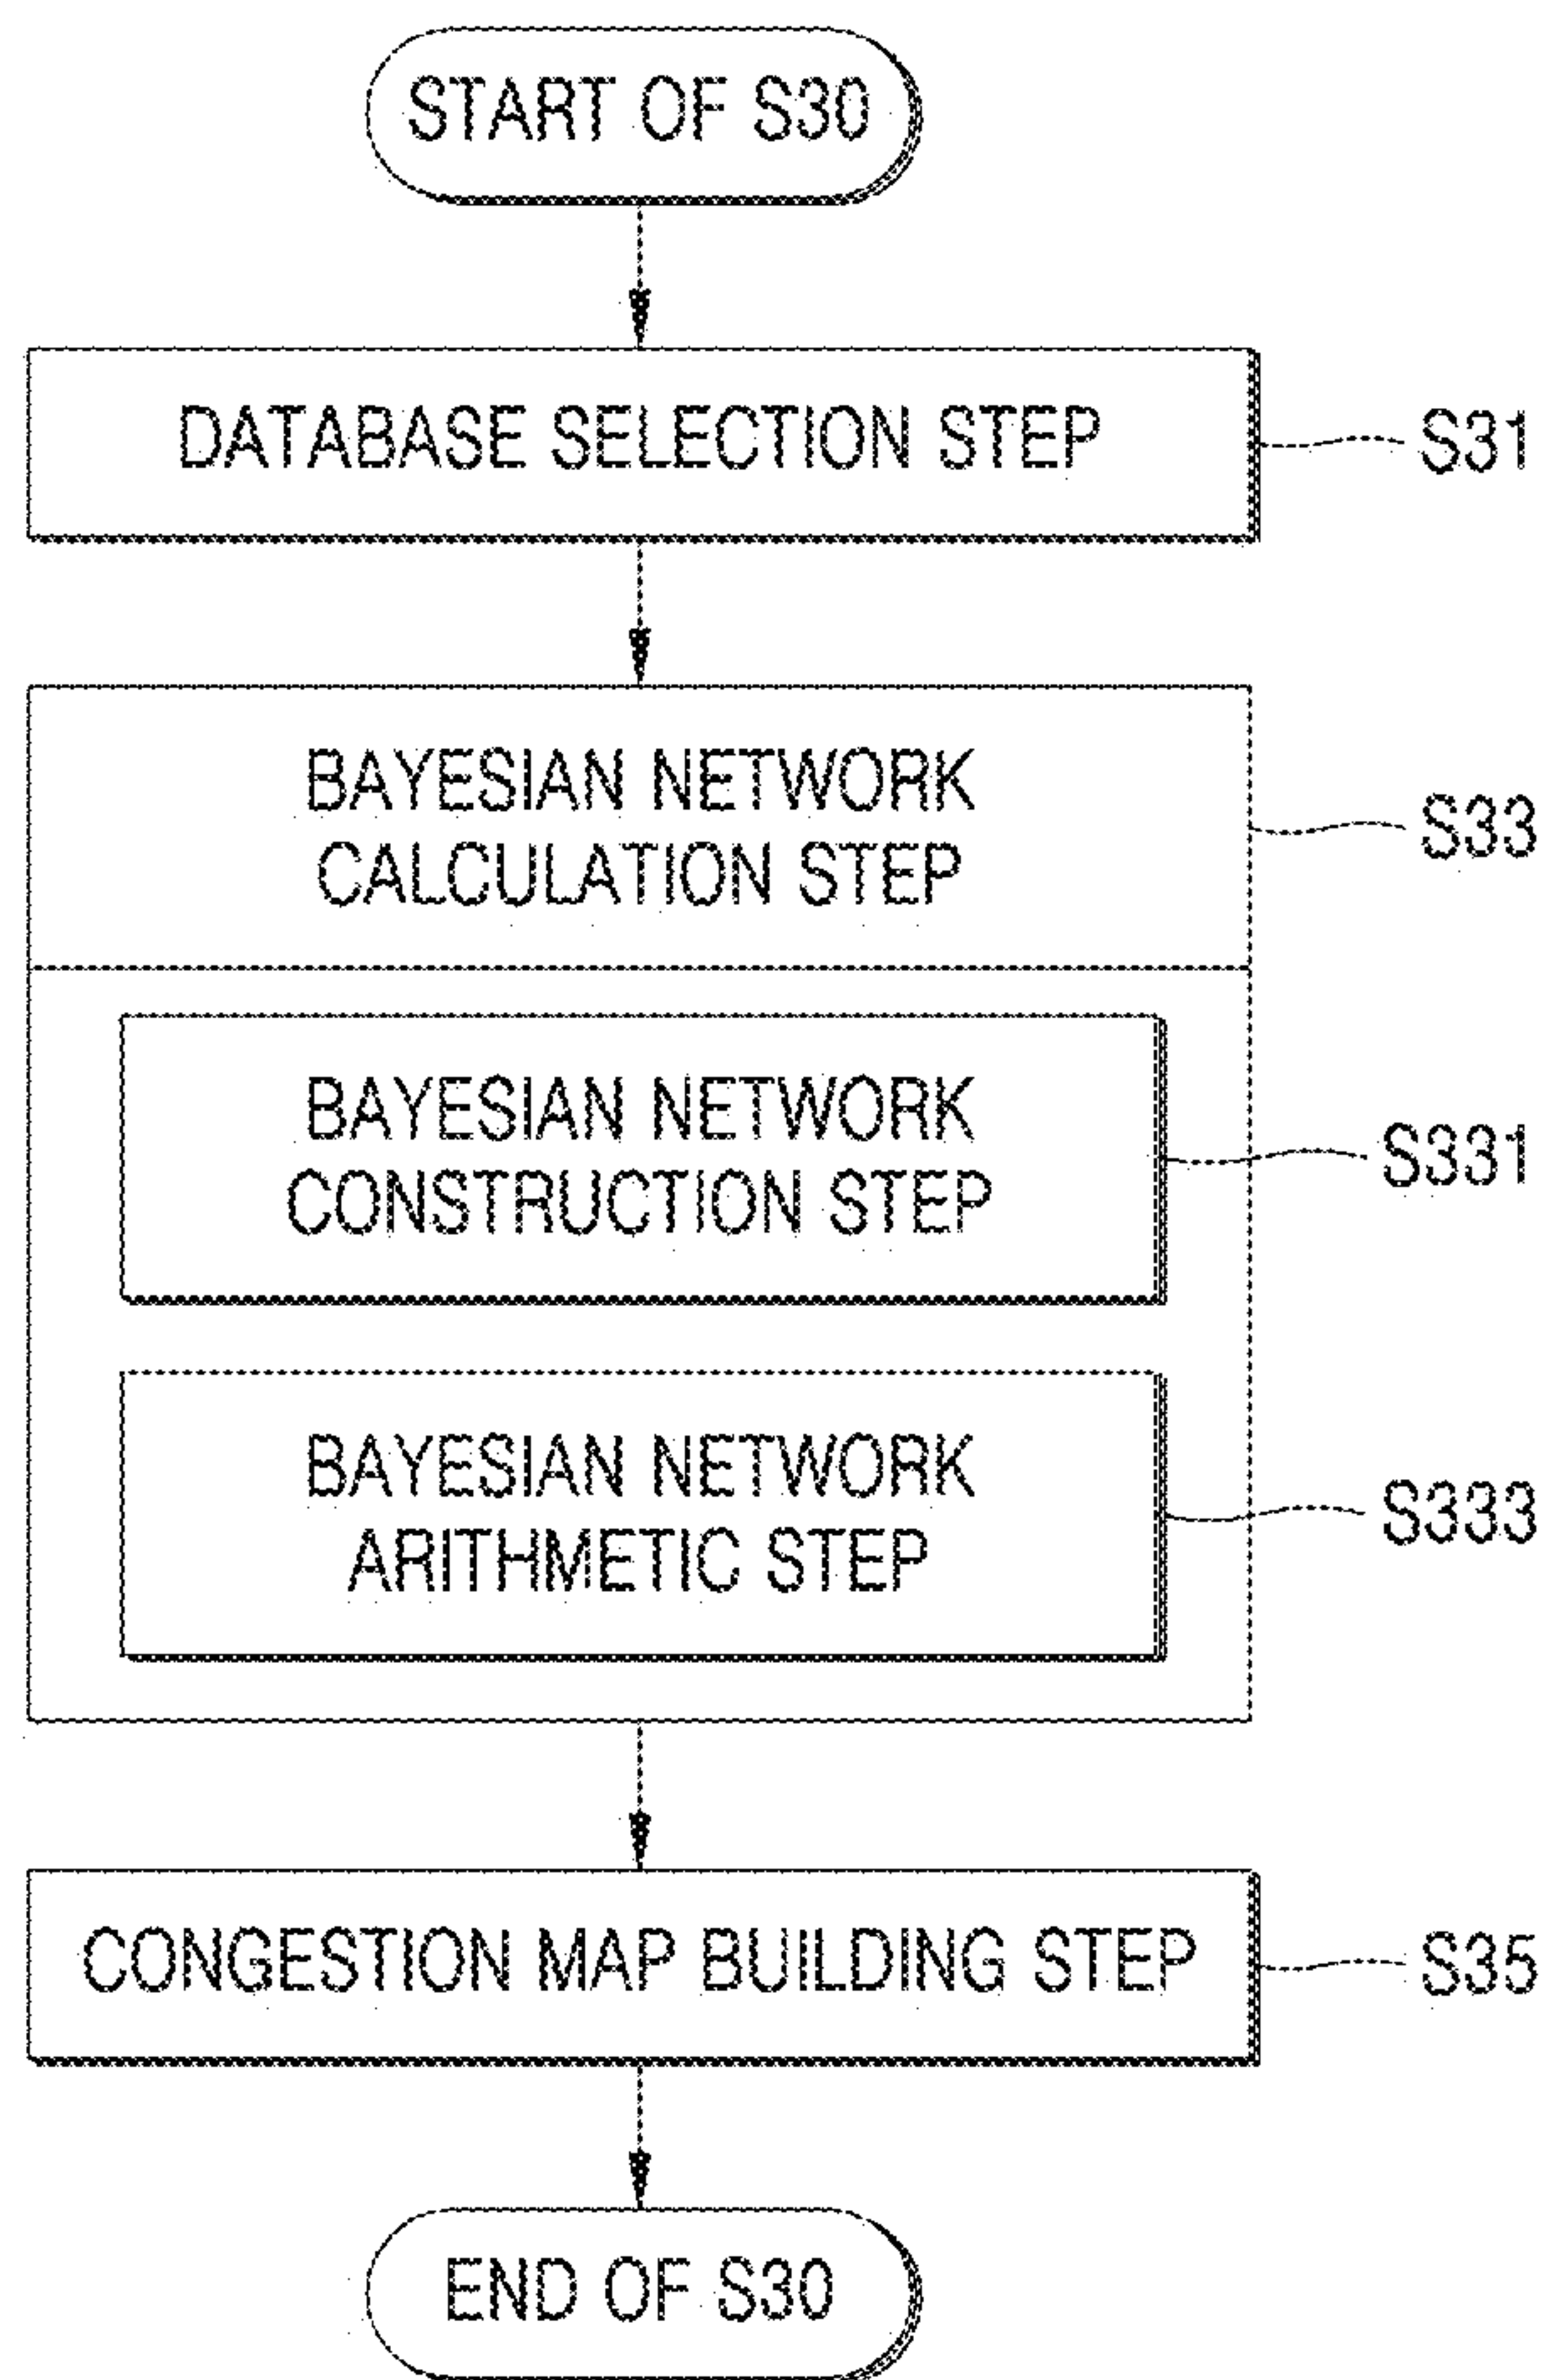 START OF S30
DATABASE SELECTION STEP
S31
BAYESIAN NETWORK
CALCULATION STEP
S33
BAYESIAN NETWORK
CONSTRUCTION STEP
S331
BAYESIAN NETWORK
ARITHMETIC STEP
S333
CONGESTION MAP BUILDING STEP
S35
END OF S30